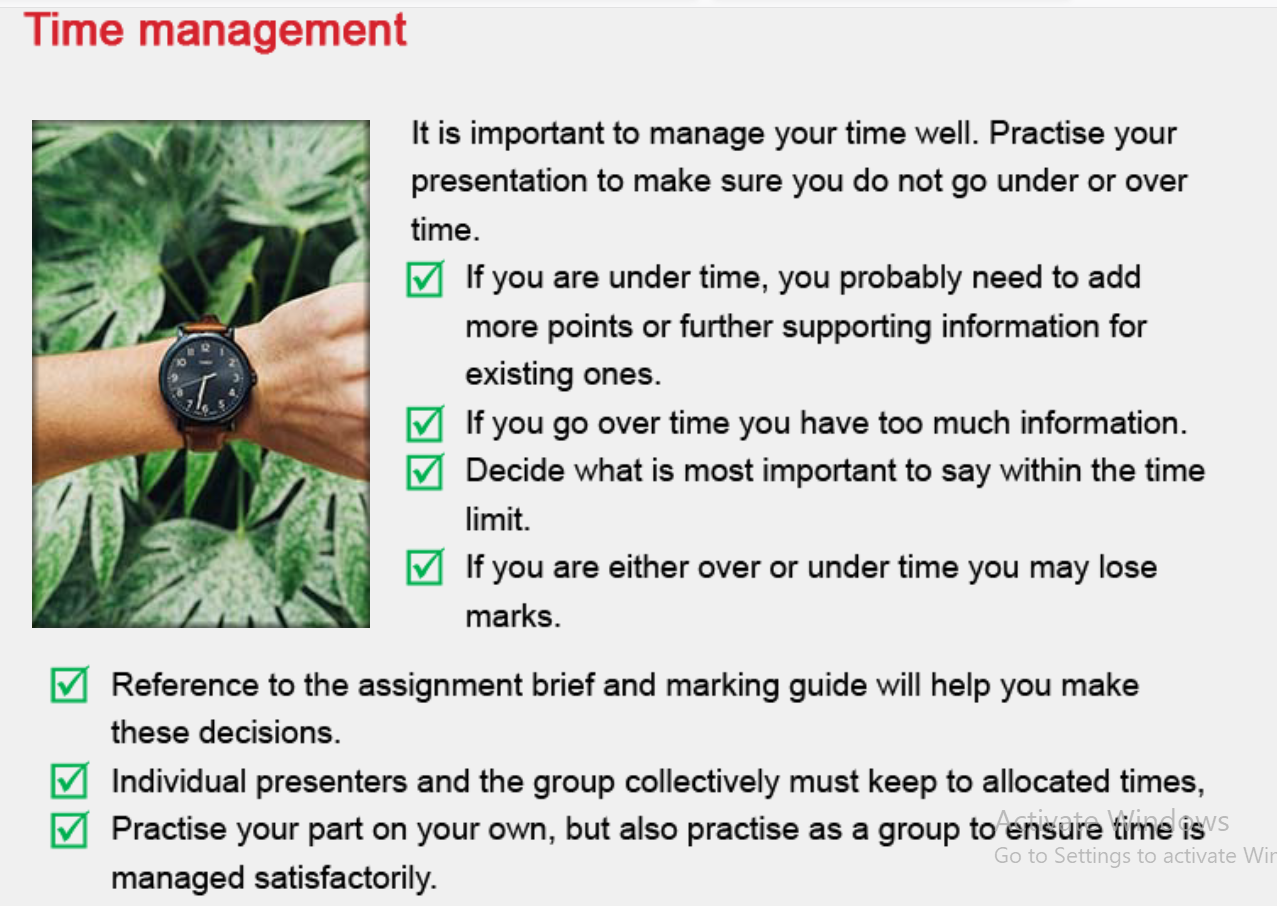 Time management
It is important to manage your time well. Practise your
presentation to make sure you do not go under or over
time.
If you are under time, you probably need to add
more points or further supporting information for
existing ones.
If you go over time you have too much information.
Decide what is most important to say within the time
limit.
If you are either over or under time you may lose
marks.
Reference to the assignment brief and marking guide will help you make
these decisions.
Individual presenters and the group collectively must keep to allocated times,
Practise your part on your own, but also practise as a group to ensure time is
managed satisfactorily.
Activate Windows
Go to Settings to activate Wi